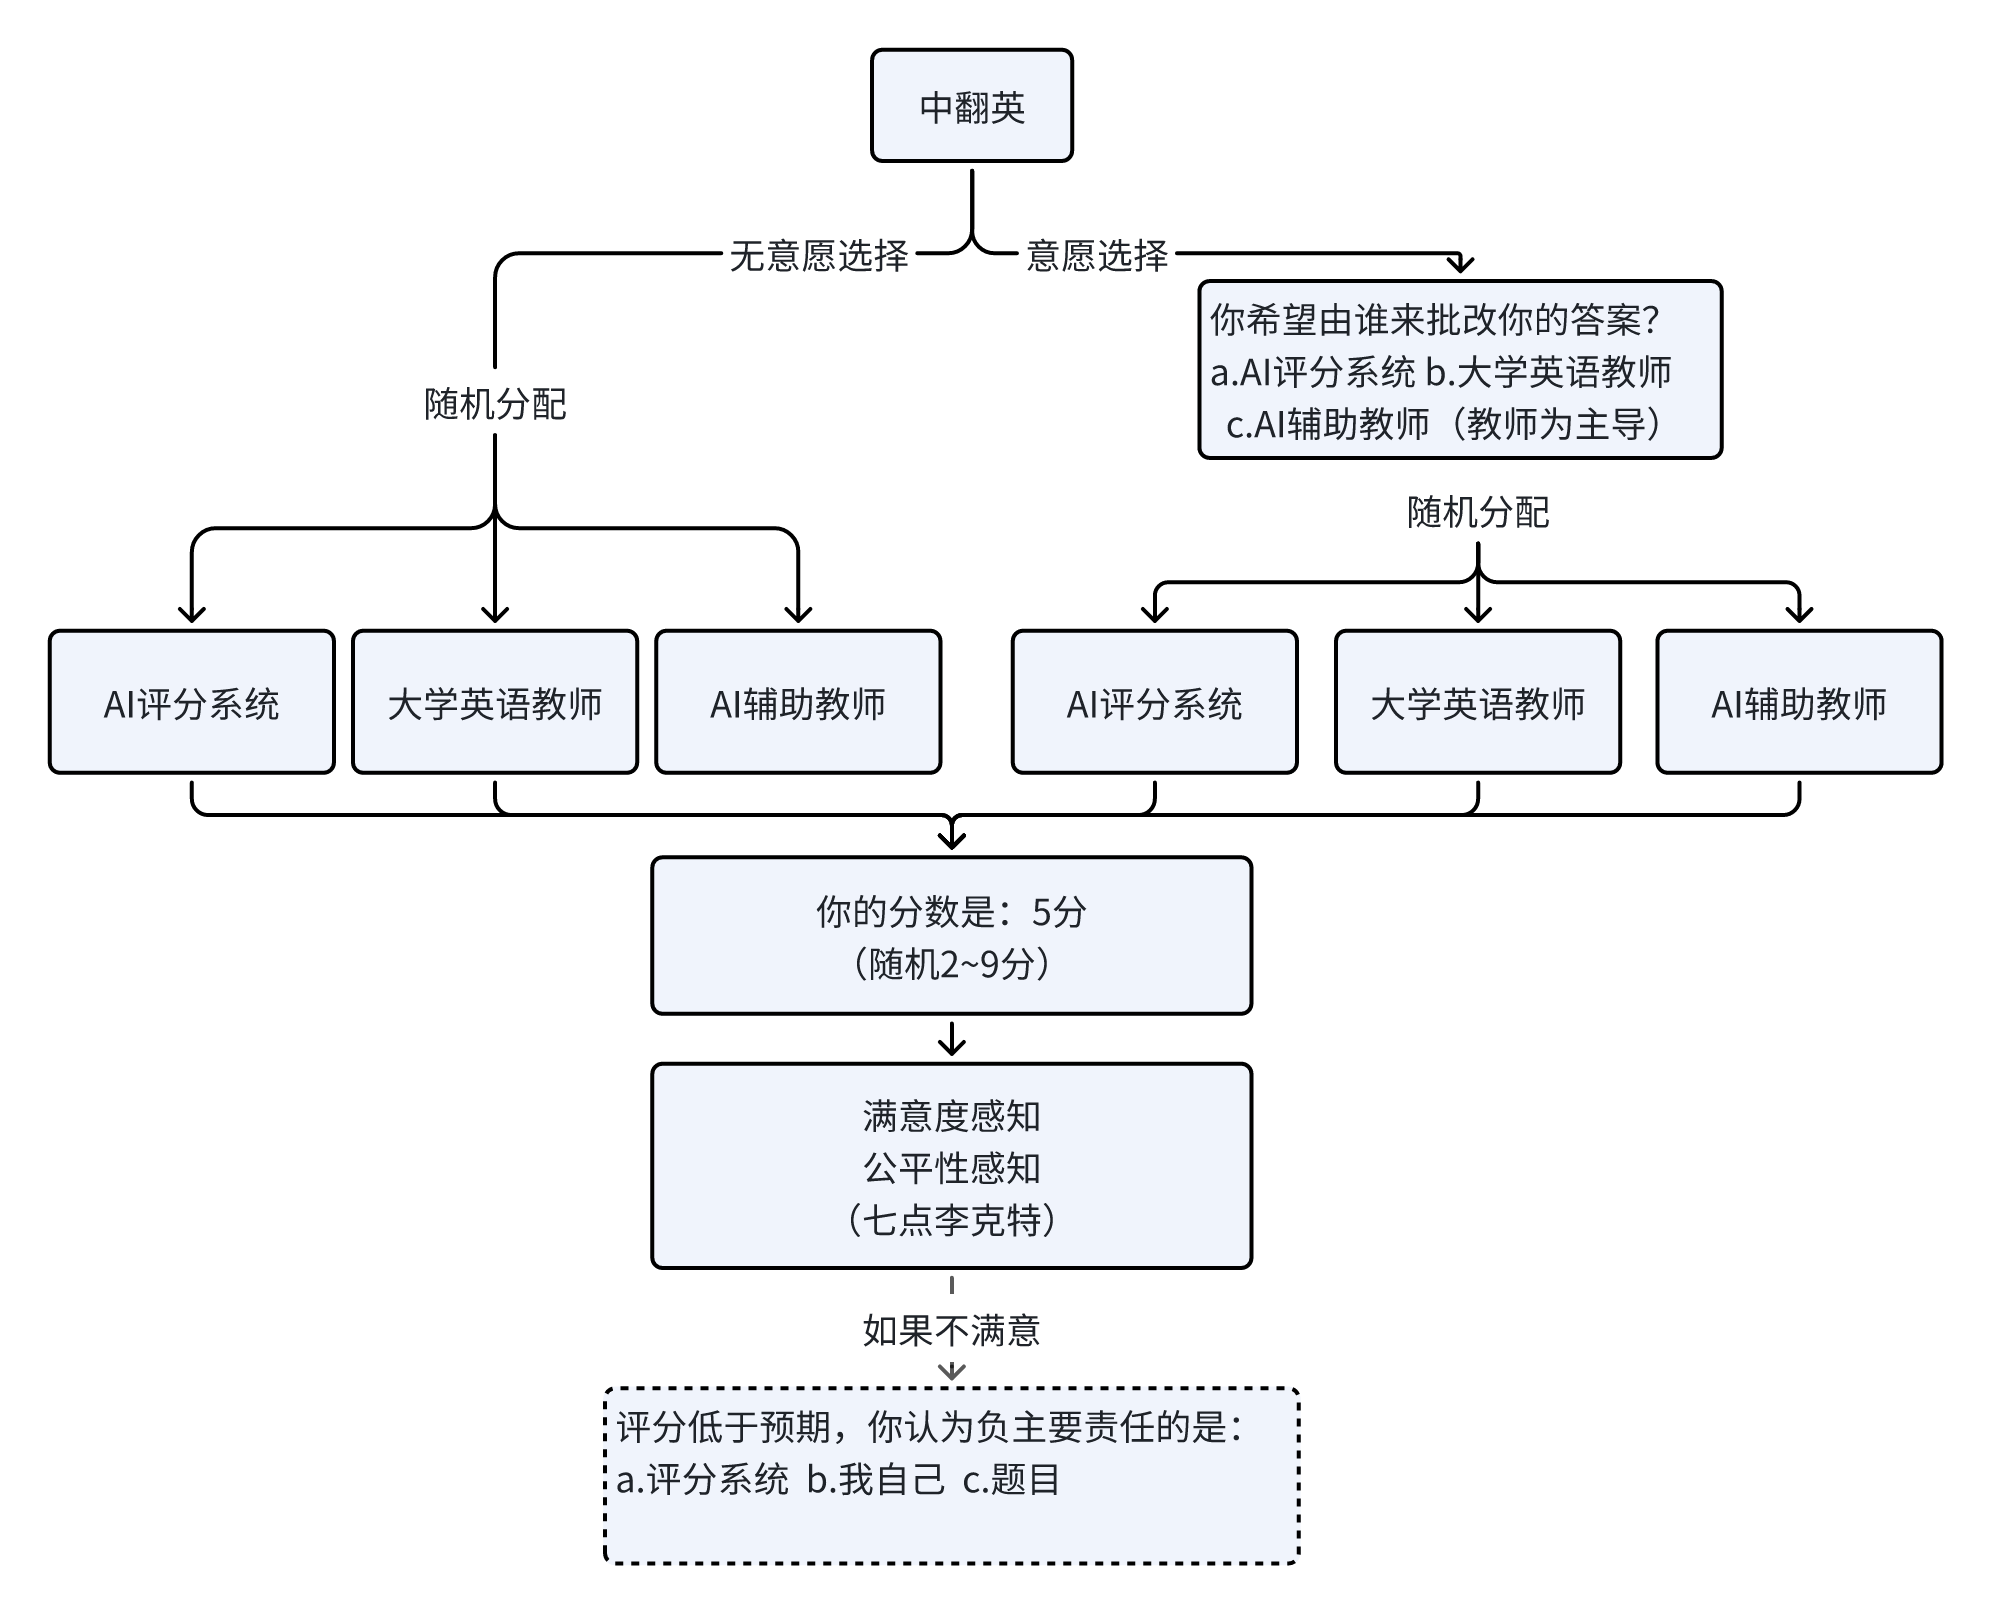 中翻英
无意愿选择
意愿选择
你希望由谁来批改你的答案？
a.AI评分系统 b.大学英语教师
c.AI辅助教师（教师为主导）
随机分配
随机分配
AI评分系统
大学英语教师
AI辅助教师
AI评分系统
大学英语教师
AI辅助教师
你的分数是：5分
（随机2~9分）
满意度感知
公平性感知
（七点李克特）
如果不满意
评分低于预期，你认为负主要责任的是：
a.评分系统 b.我自己 c.题目